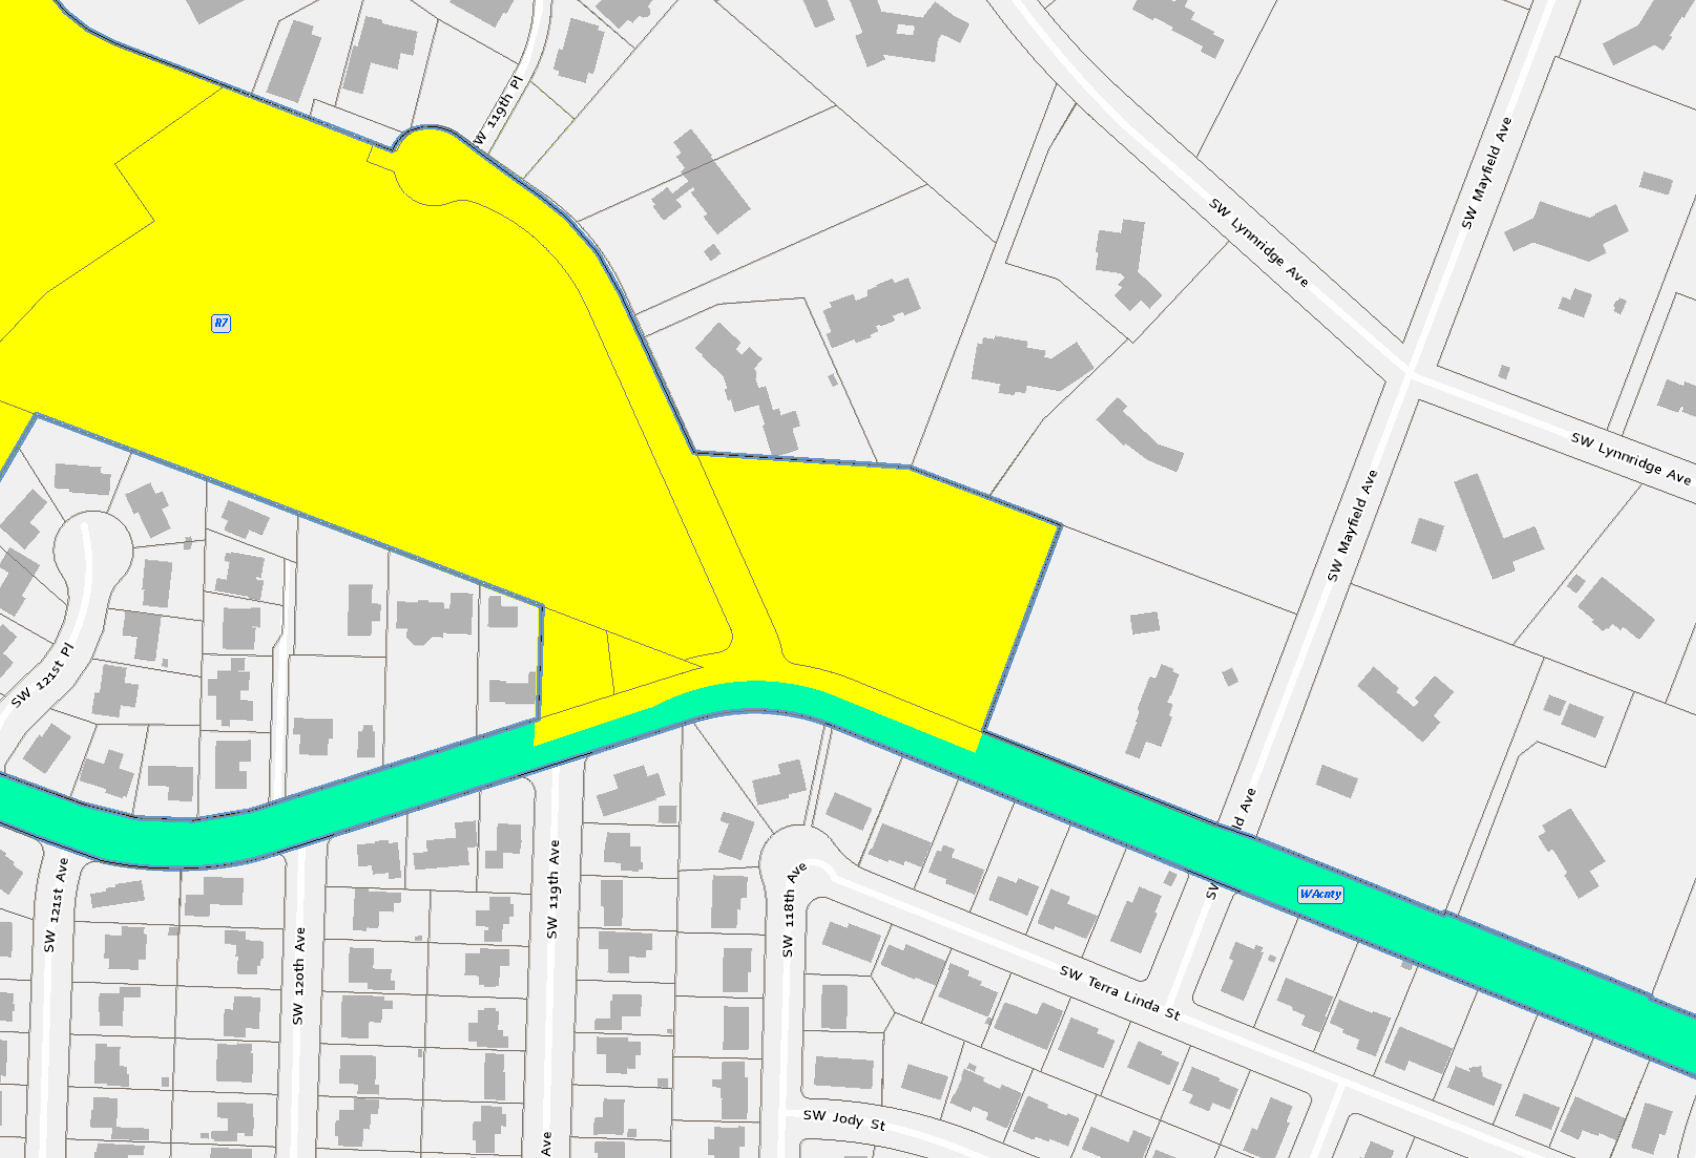 W 119th Pl
SW Mayfield Ave
SW Lynnridge Ave
R7
SW Lynnridge Ave
SW Mayfield Ave
SW 121st Pl
ld Ave
SW
WAcnty
SW 121st Ave
SW 119th Ave
SW 118th Ave
SW 120th Ave
SW Terra Linda St
SW Jody St
Ave